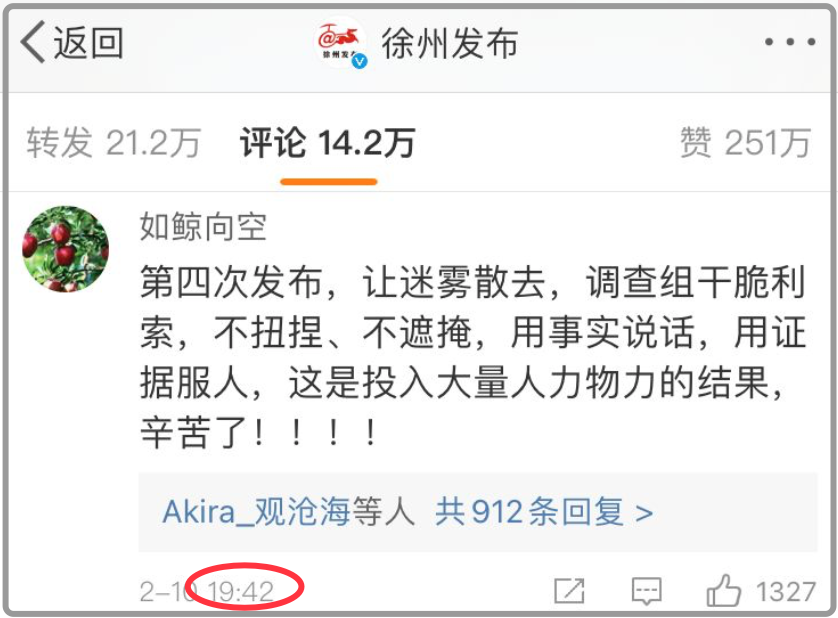 返回
徐州发布
徐州发布
转发 21.2万 评论 14.2万 赞 251万
如鲸向空
第四次发布，让迷雾散去，调查组干脆利
索，不扭捏、不遮掩，用事实说话，用证
据服人，这是投入大量人力物力的结果，
辛苦了！！！！
Akira_观沧海等人 共912条回复 >
2-10 19:42 1327